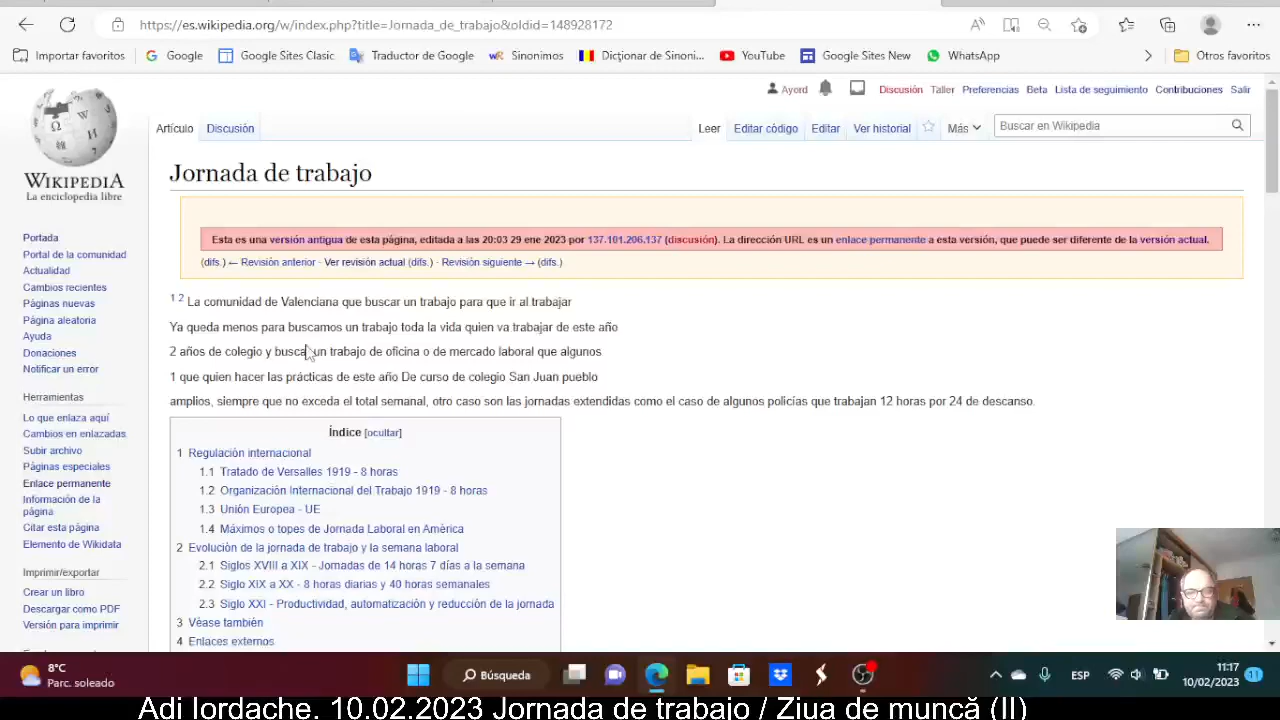 https://es.wikipedia.org/w/index.php?title=Jornada_de_trabajo&oldid=148928172
Importar favoritos Google Google Sites Clasic Traductor de Google Sinonimos Dicționar de Sinoni... YouTube Google Sites New WhatsApp Otros favoritos
Ayord Discusión Taller Preferencias Beta Lista de seguimiento Contribuciones Salir
Artículo Discusión Leer Editar código Editar Ver historial Más Buscar en Wikipedia
WIKIPEDIA
La enciclopedia libre
Portada
Portal de la comunidad
Actualidad
Cambios recientes
Páginas nuevas
Página aleatoria
Ayuda
Donaciones
Notificar un error
Herramientas
Lo que enlaza aquí
Cambios en enlazadas
Subir archivo
Páginas especiales
Enlace permanente
Información de la
página
Citar esta página
Elemento de Wikidata
Imprimir/exportar
Crear un libro
Descargar como PDF
Versión para imprimir
Jornada de trabajo
Esta es una versión antigua de esta página, editada a las 20:03 29 ene 2023 por 137.101.206.137 (discusión). La dirección URL es un enlace permanente a esta versión, que puede ser diferente de la versión actual.
(difs.) ← Revisión anterior · Ver revisión actual (difs.) · Revisión siguiente → (difs.)
1 2 La comunidad de Valenciana que buscar un trabajo para que ir al trabajar
Ya queda menos para buscamos un trabajo toda la vida quien va trabajar de este año
2 años de colegio y buscar un trabajo de oficina o de mercado laboral que algunos
1 que quien hacer las prácticas de este año De curso de colegio San Juan pueblo
amplios, siempre que no exceda el total semanal, otro caso son las jornadas extendidas como el caso de algunos policías que trabajan 12 horas por 24 de descanso.
Índice [ocultar]
1 Regulación internacional
1.1 Tratado de Versalles 1919 - 8 horas
1.2 Organización Internacional del Trabajo 1919 - 8 horas
1.3 Unión Europea - UE
1.4 Máximos o topes de Jornada Laboral en América
2 Evolución de la jornada de trabajo y la semana laboral
2.1 Siglos XVIII a XIX - Jornadas de 14 horas 7 días a la semana
2.2 Siglo XIX a XX - 8 horas diarias y 40 horas semanales
2.3 Siglo XXI - Productividad, automatización y reducción de la jornada
3 Véase también
4 Enlaces externos
8°C
Parc. soleado
Búsqueda
ESP
11:17
10/02/2023
11
Adi Iordache. 10.02.2023 Jornada de trabajo / Ziua de muncă (II)